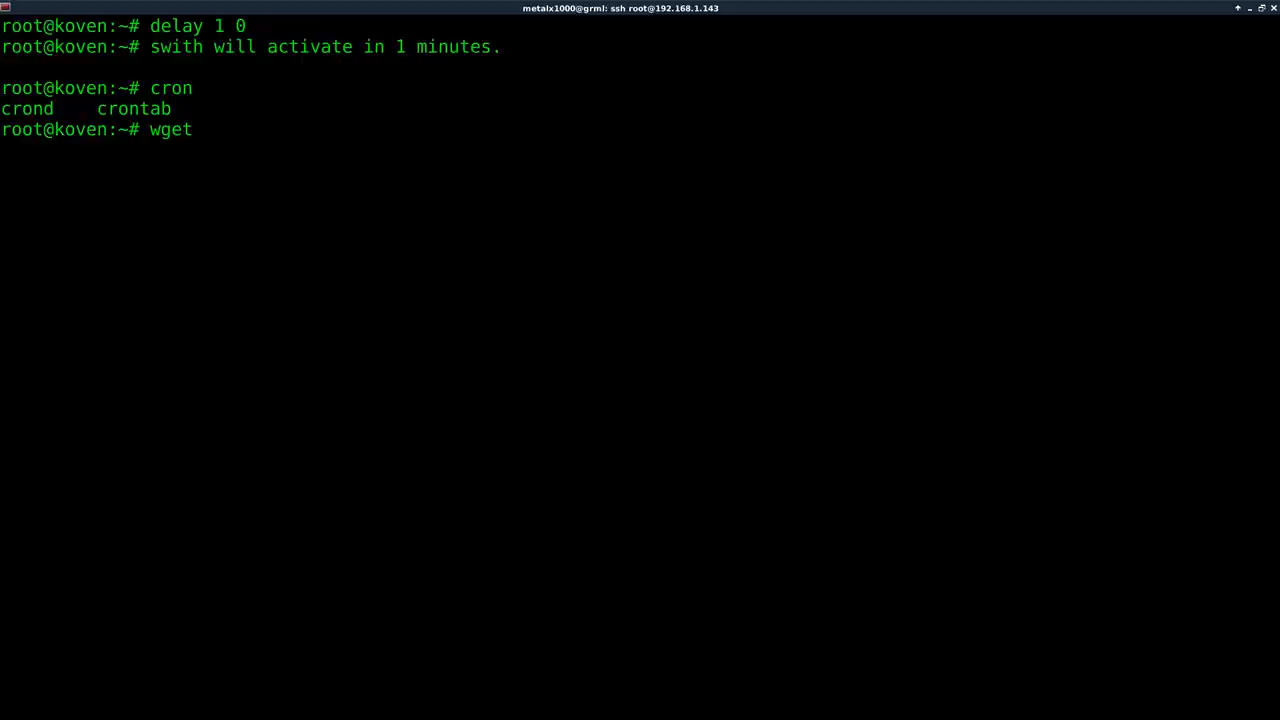 metalx1000@grml: ssh root@192.168.1.143
root@koven:~# delay 1 0
root@koven:~# swith will activate in 1 minutes.
root@koven:~# cron
crond    crontab
root@koven:~# wget